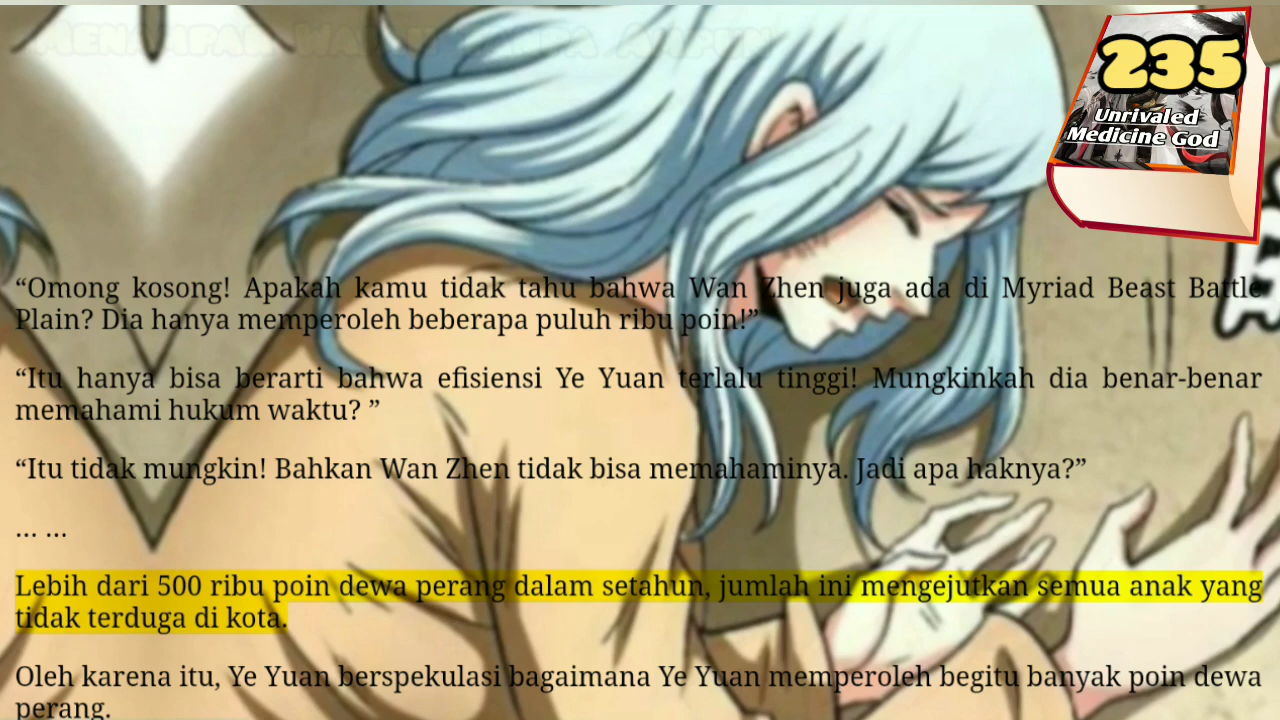 MENAMPAR WAJAH TANPA AMPUN
235
Unrivaled
Medicine God
“Omong kosong! Apakah kamu tidak tahu bahwa Wan Zhen juga ada di Myriad Beast Battle
Plain? Dia hanya memperoleh beberapa puluh ribu poin!”
“Itu hanya bisa berarti bahwa efisiensi Ye Yuan terlalu tinggi! Mungkinkah dia benar-benar
memahami hukum waktu? ”
“Itu tidak mungkin! Bahkan Wan Zhen tidak bisa memahaminya. Jadi apa haknya?”
... ...
Lebih dari 500 ribu poin dewa perang dalam setahun, jumlah ini mengejutkan semua anak yang
tidak terduga di kota.
Oleh karena itu, Ye Yuan berspekulasi bagaimana Ye Yuan memperoleh begitu banyak poin dewa
perang.